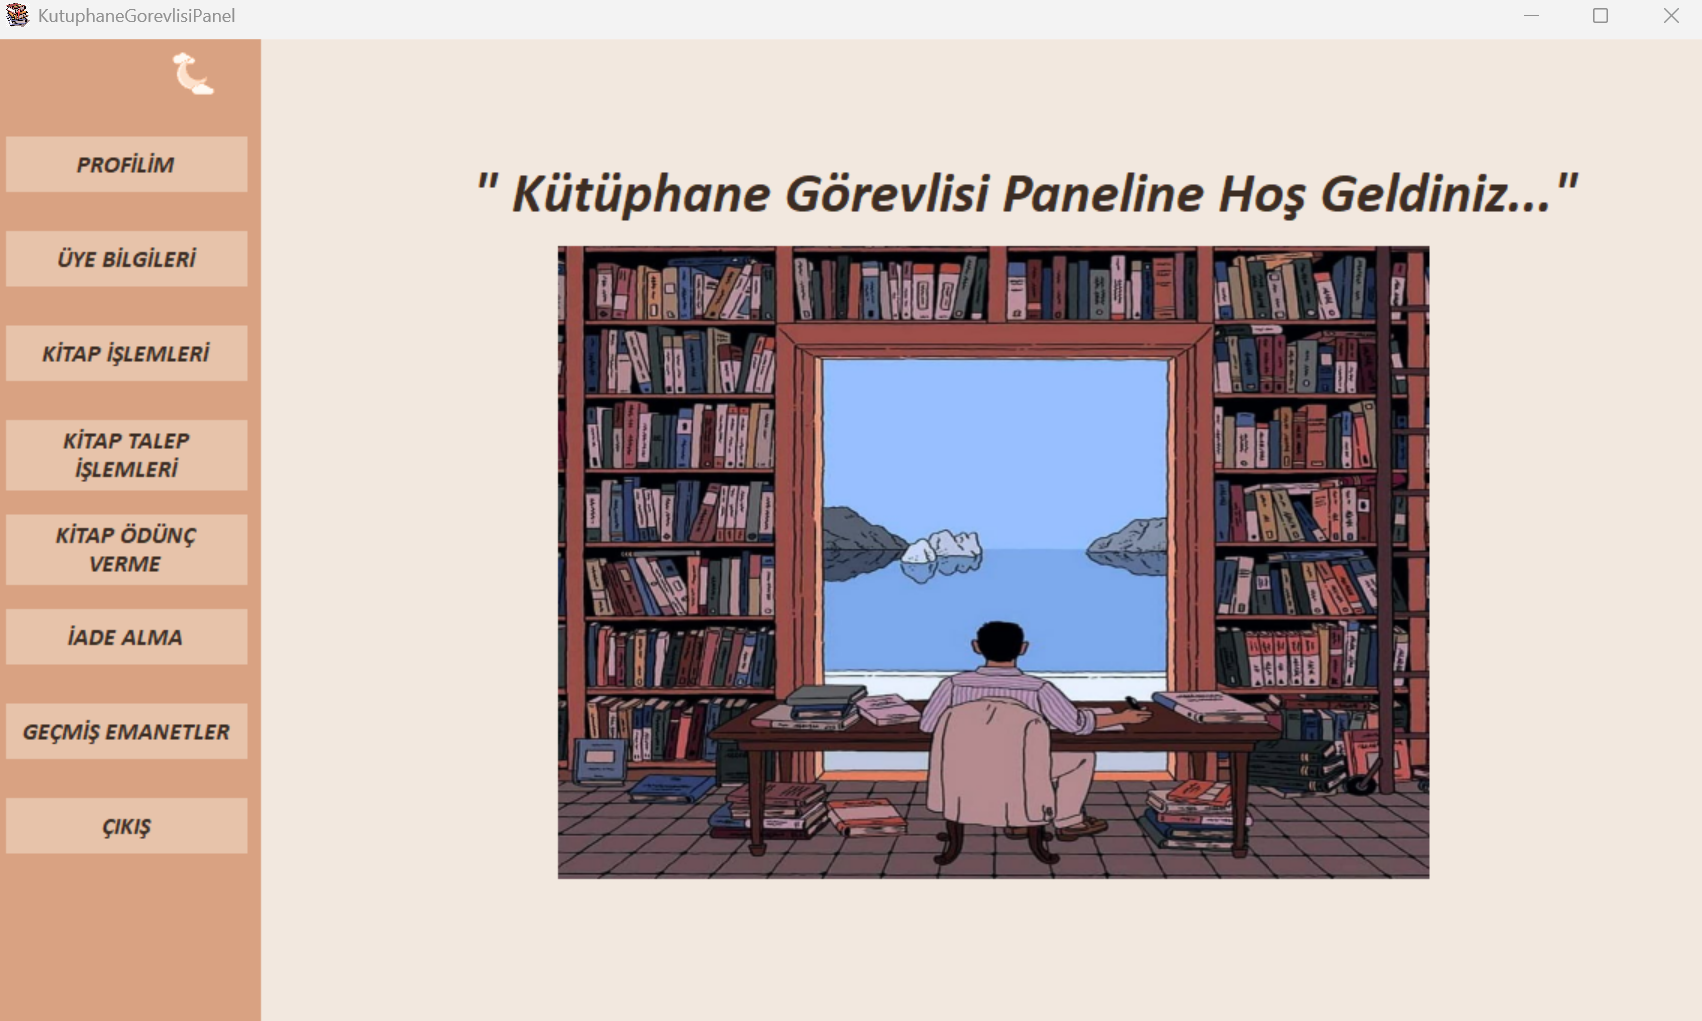 KutuphaneGorevlisiPanel
PROFİLİM
ÜYE BİLGİLERİ
KİTAP İŞLEMLERİ
KİTAP TALEP
İŞLEMLERİ
KİTAP ÖDÜNÇ
VERME
İADE ALMA
GEÇMİŞ EMANETLER
ÇIKIŞ
" Kütüphane Görevlisi Paneline Hoş Geldiniz..."